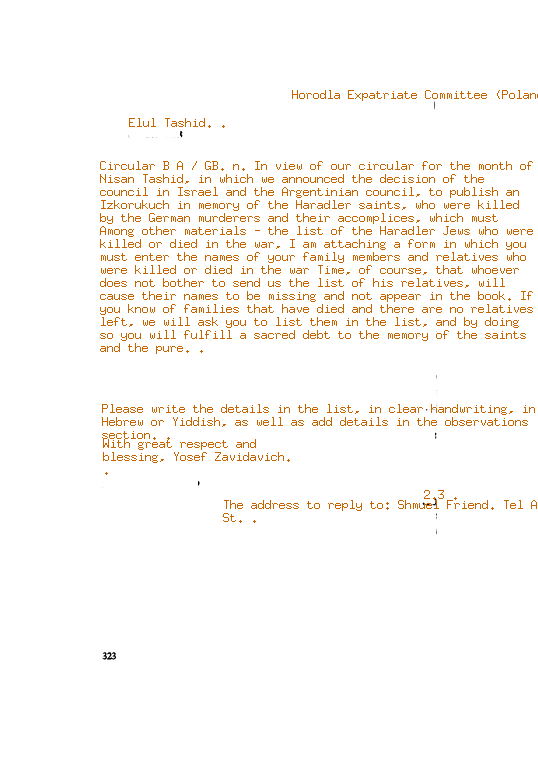 Horodla Expatriate Committee (Polan
Elul Tashid. .
Circular B A / GB. n. In view of our circular for the month of
Nisan Tashid, in which we announced the decision of the
council in Israel and the Argentinian council, to publish an
Izkorukuch in memory of the Haradler saints, who were killed
by the German murderers and their accomplices, which must
Among other materials - the list of the Haradler Jews who were
killed or died in the war, I am attaching a form in which you
must enter the names of your family members and relatives who
were killed or died in the war Time, of course, that whoever
does not bother to send us the list of his relatives, will
cause their names to be missing and not appear in the book. If
you know of families that have died and there are no relatives
left, we will ask you to list them in the list, and by doing
so you will fulfill a sacred debt to the memory of the saints
and the pure. .
Please write the details in the list, in clear handwriting, in
Hebrew or Yiddish, as well as add details in the observations
section. .
With great respect and
blessing, Yosef Zavidavich.
.
2.3 .
The address to reply to: Shmuel Friend. Tel A
St. .
323